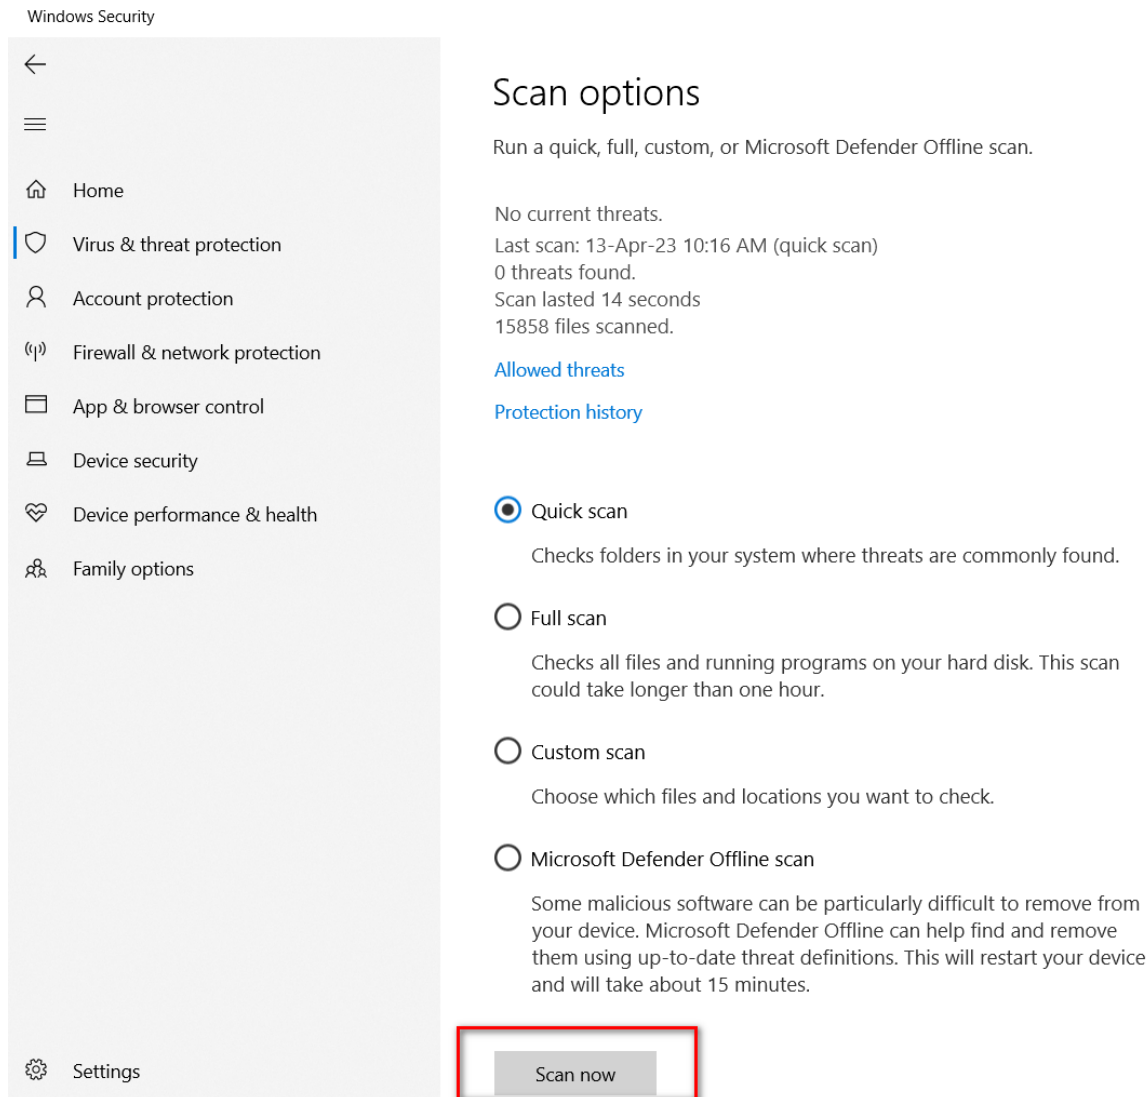 Windows Security
Home
Virus & threat protection
Account protection
Firewall & network protection
App & browser control
Device security
Device performance & health
Family options
Settings
Scan options
Run a quick, full, custom, or Microsoft Defender Offline scan.
No current threats.
Last scan: 13-Apr-23 10:16 AM (quick scan)
0 threats found.
Scan lasted 14 seconds
15858 files scanned.
Allowed threats
Protection history
Quick scan
Checks folders in your system where threats are commonly found.
Full scan
Checks all files and running programs on your hard disk. This scan
could take longer than one hour.
Custom scan
Choose which files and locations you want to check.
Microsoft Defender Offline scan
Some malicious software can be particularly difficult to remove from
your device. Microsoft Defender Offline can help find and remove
them using up-to-date threat definitions. This will restart your device
and will take about 15 minutes.
Scan now